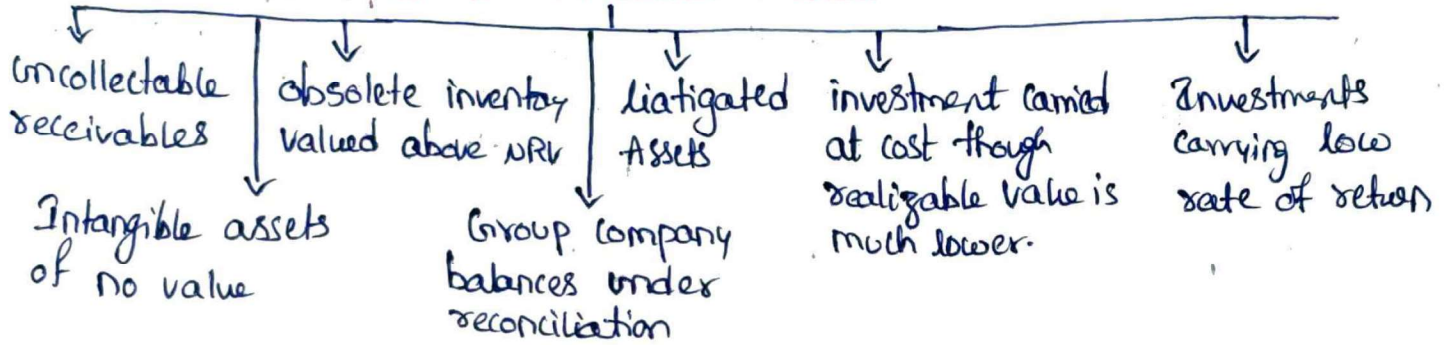 uncollectable
receivables
Intangible assets
of no value
obsolete inventoy
valued above NRV
Group company
balances under
reconciliation
liatigated
Assets
investment carried
at cost though
realizable value is
much lower.
Investments
carrying low
rate of return